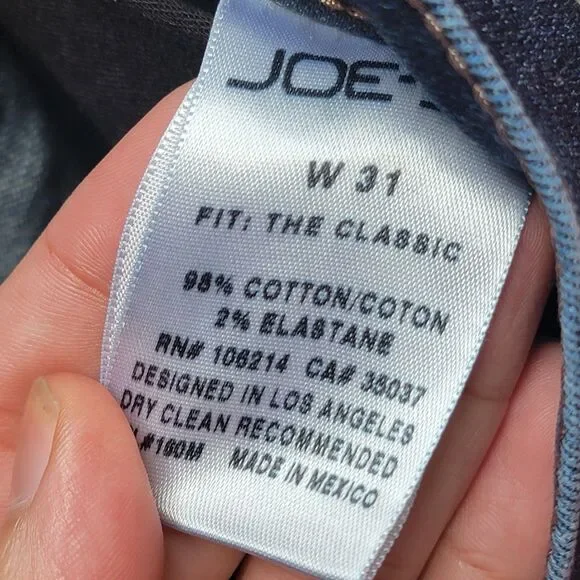 JOE'S
W 31
FIT: THE CLASSIC
98% COTTON/COTON
2% ELASTANE
RN# 106214 CA# 35037
DESIGNED IN LOS ANGELES
DRY CLEAN RECOMMENDED
#160M MADE IN MEXICO